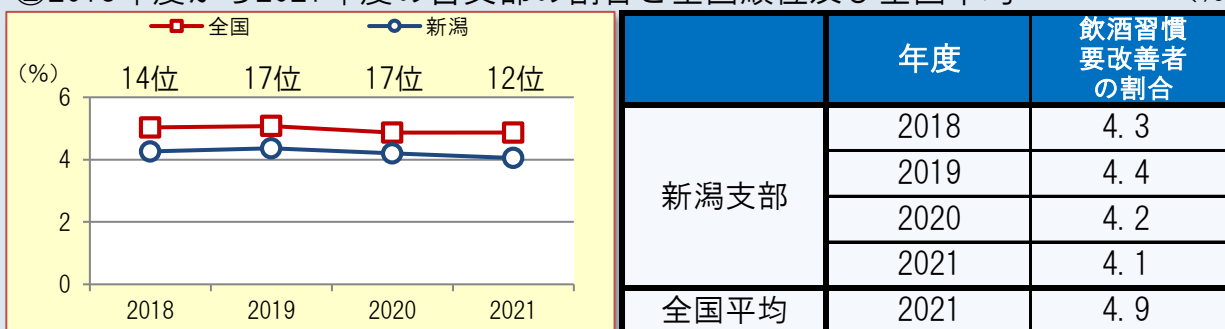 全国 新潟
(%) 14位 17位 17位 12位
6
4
2
0
2018 2019 2020 2021
年度 飲酒習慣
要改善者
の割合
新潟支部
2018 4.3
2019 4.4
2020 4.2
2021 4.1
全国平均 2021 4.9